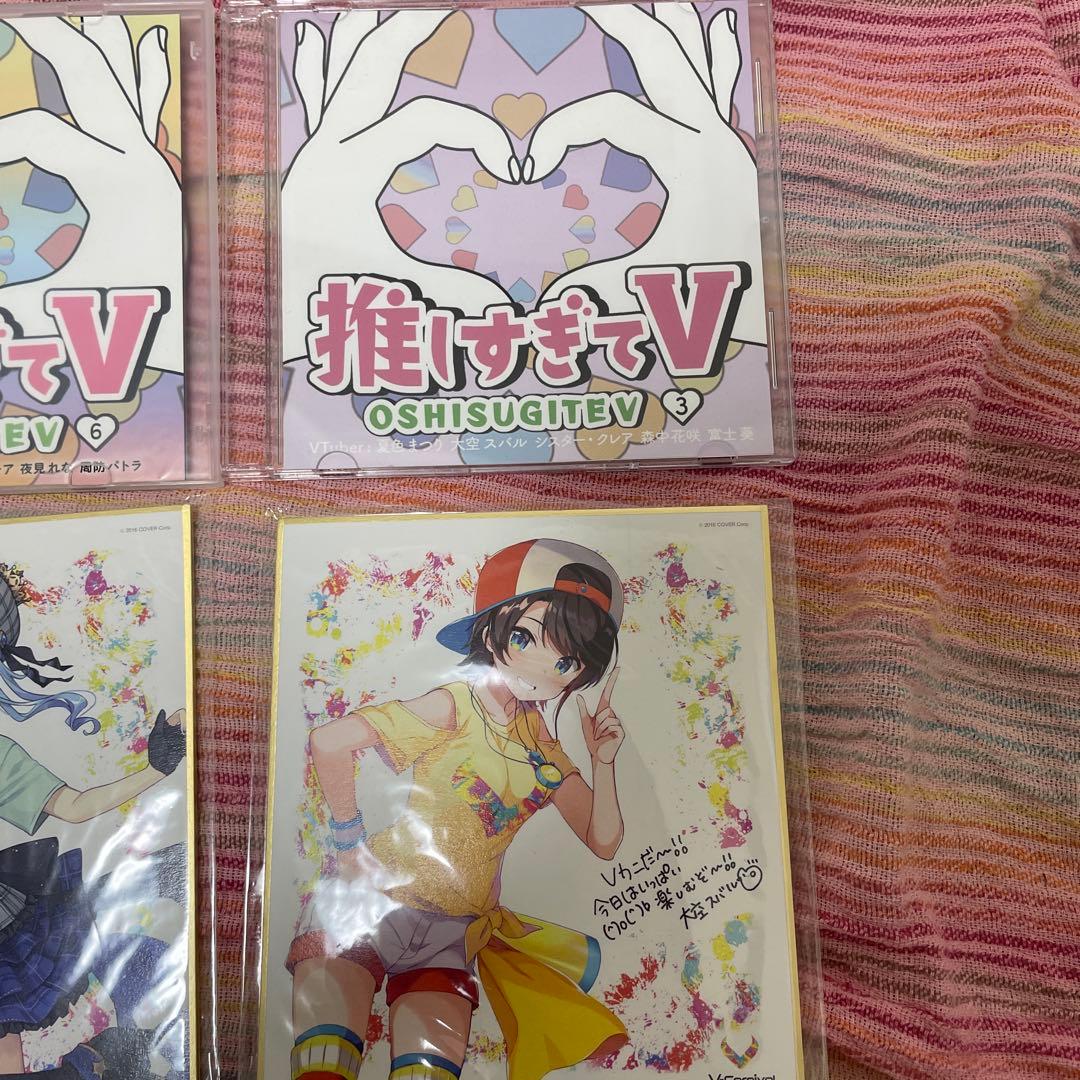 てV
EV 6
ア 夜見れな 周防パトラ
推しすぎてV
OSHISUGITE V 3
VTuber : 夏色まつり 大空スバル シスター・クレア 森中花咲 富士葵
© 2016 COVER Corp.
© 2016 COVER Corp.
Vカニだ〜!!
今日はいっぱい
楽しむぞ〜!!
大空スバル
V-Carnival